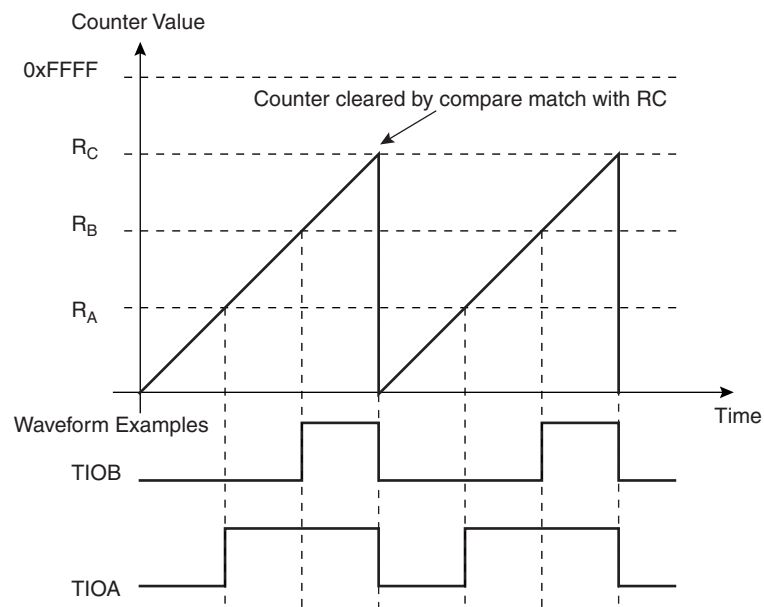 Counter Value
0xFFFF
Counter cleared by compare match with RC
RC
RB
RA
Time
Waveform Examples
TIOB
TIOA